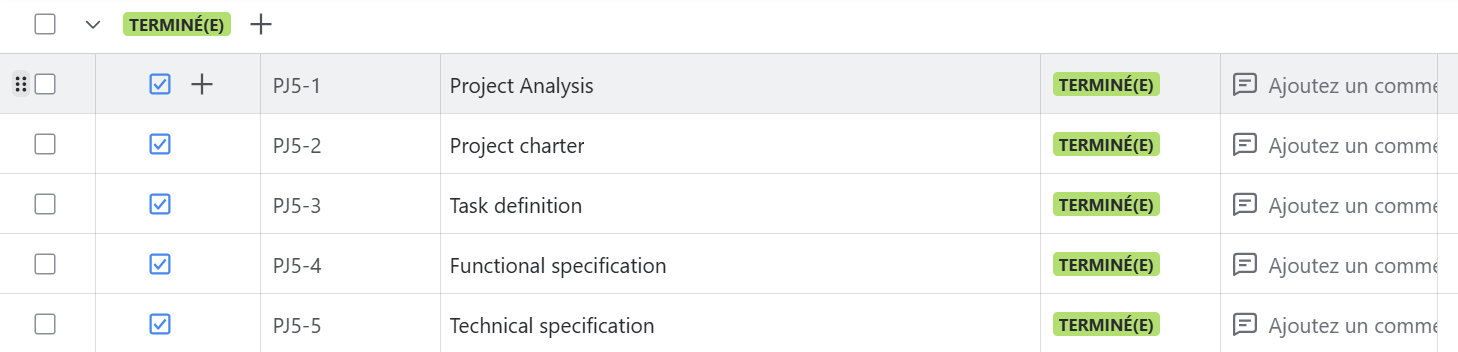 TERMINÉ(E)
PJ5-1 Project Analysis TERMINÉ(E) Ajoutez un comme
PJ5-2 Project charter TERMINÉ(E) Ajoutez un comme
PJ5-3 Task definition TERMINÉ(E) Ajoutez un comme
PJ5-4 Functional specification TERMINÉ(E) Ajoutez un comme
PJ5-5 Technical specification TERMINÉ(E) Ajoutez un comme